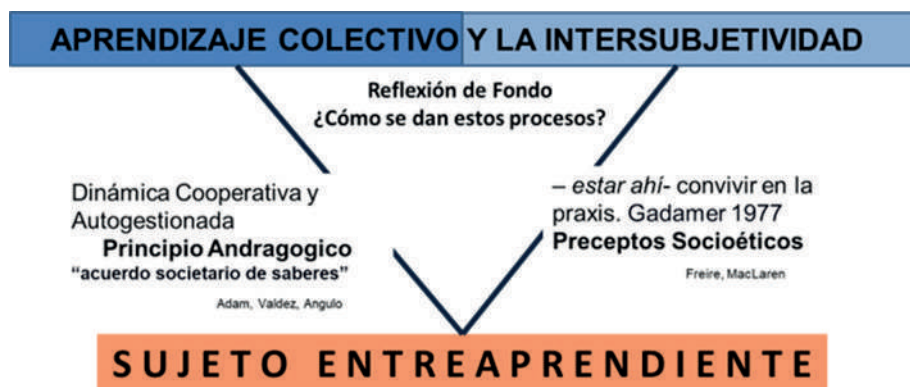 APRENDIZAJE COLECTIVO Y LA INTERSUBJETIVIDAD
Reflexión de Fondo
¿Cómo se dan estos procesos?
Dinámica Cooperativa y
Autogestionada
Principio Andragogico
“acuerdo societario de saberes”
Adam, Valdez, Angulo
– estar ahí- convivir en la
praxis. Gadamer 1977
Preceptos Socioéticos
Freire, MacLaren
SUJETO ENTREAPRENDIENTE